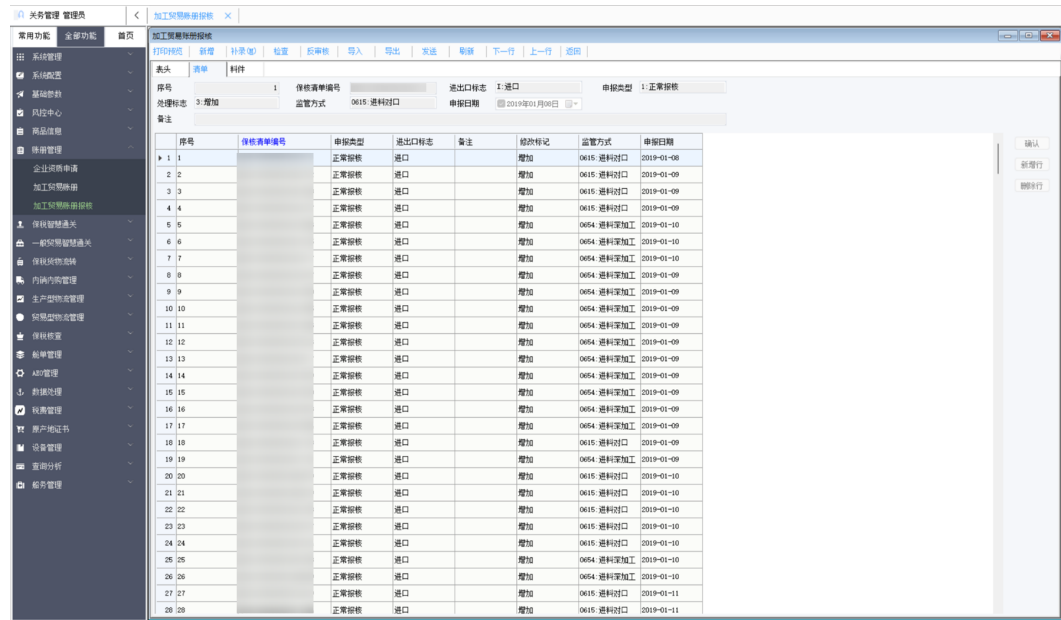 关务管理 管理员
加工贸易账册报核 ×
常用功能 全部功能 首页
系统管理
系统配置
基础参数
风控中心
商品信息
账册管理
企业资质申请
加工贸易账册
加工贸易账册报核
保税智慧通关
一般贸易智慧通关
保税货物流转
内销内购管理
生产型物流管理
贸易型物流管理
保税核查
船单管理
AEO管理
数据处理
税费管理
原产地证书
设备管理
查询分析
船务管理
加工贸易账册报核
打印预览 新增 补录(M) 检查 反审核 导入 导出 发送 刷新 下一行 上一行 返回
表头 清单 料件
序号 1 保核清单编号 进出口标志 I:进口 申报类型 1:正常报核
处理标志 3:增加 监管方式 0615:进料对口 申报日期 2019年01月08日
备注
确认
新增行
删除行
序号 保核清单编号 申报类型 进出口标志 备注 修改标记 监管方式 申报日期
1 1 正常报核 进口 增加 0615:进料对口 2019-01-08
2 2 正常报核 进口 增加 0615:进料对口 2019-01-09
3 3 正常报核 进口 增加 0615:进料对口 2019-01-09
4 4 正常报核 进口 增加 0615:进料对口 2019-01-09
5 5 正常报核 进口 增加 0654:进料深加工 2019-01-10
6 6 正常报核 进口 增加 0654:进料深加工 2019-01-09
7 7 正常报核 进口 增加 0654:进料深加工 2019-01-10
8 8 正常报核 进口 增加 0654:进料深加工 2019-01-09
9 9 正常报核 进口 增加 0654:进料深加工 2019-01-09
10 10 正常报核 进口 增加 0654:进料深加工 2019-01-09
11 11 正常报核 进口 增加 0654:进料深加工 2019-01-09
12 12 正常报核 进口 增加 0654:进料深加工 2019-01-09
13 13 正常报核 进口 增加 0654:进料深加工 2019-01-09
14 14 正常报核 进口 增加 0654:进料深加工 2019-01-09
15 15 正常报核 进口 增加 0654:进料深加工 2019-01-09
16 16 正常报核 进口 增加 0654:进料深加工 2019-01-09
17 17 正常报核 进口 增加 0654:进料深加工 2019-01-09
18 18 正常报核 进口 增加 0615:进料对口 2019-01-09
19 19 正常报核 进口 增加 0654:进料深加工 2019-01-09
20 20 正常报核 进口 增加 0615:进料对口 2019-01-10
21 21 正常报核 进口 增加 0615:进料对口 2019-01-10
22 22 正常报核 进口 增加 0615:进料对口 2019-01-10
23 23 正常报核 进口 增加 0615:进料对口 2019-01-10
24 24 正常报核 进口 增加 0615:进料对口 2019-01-10
25 25 正常报核 进口 增加 0654:进料深加工 2019-01-10
26 26 正常报核 进口 增加 0654:进料深加工 2019-01-10
27 27 正常报核 进口 增加 0615:进料对口 2019-01-11
28 28 正常报核 进口 增加 0615:进料对口 2019-01-11